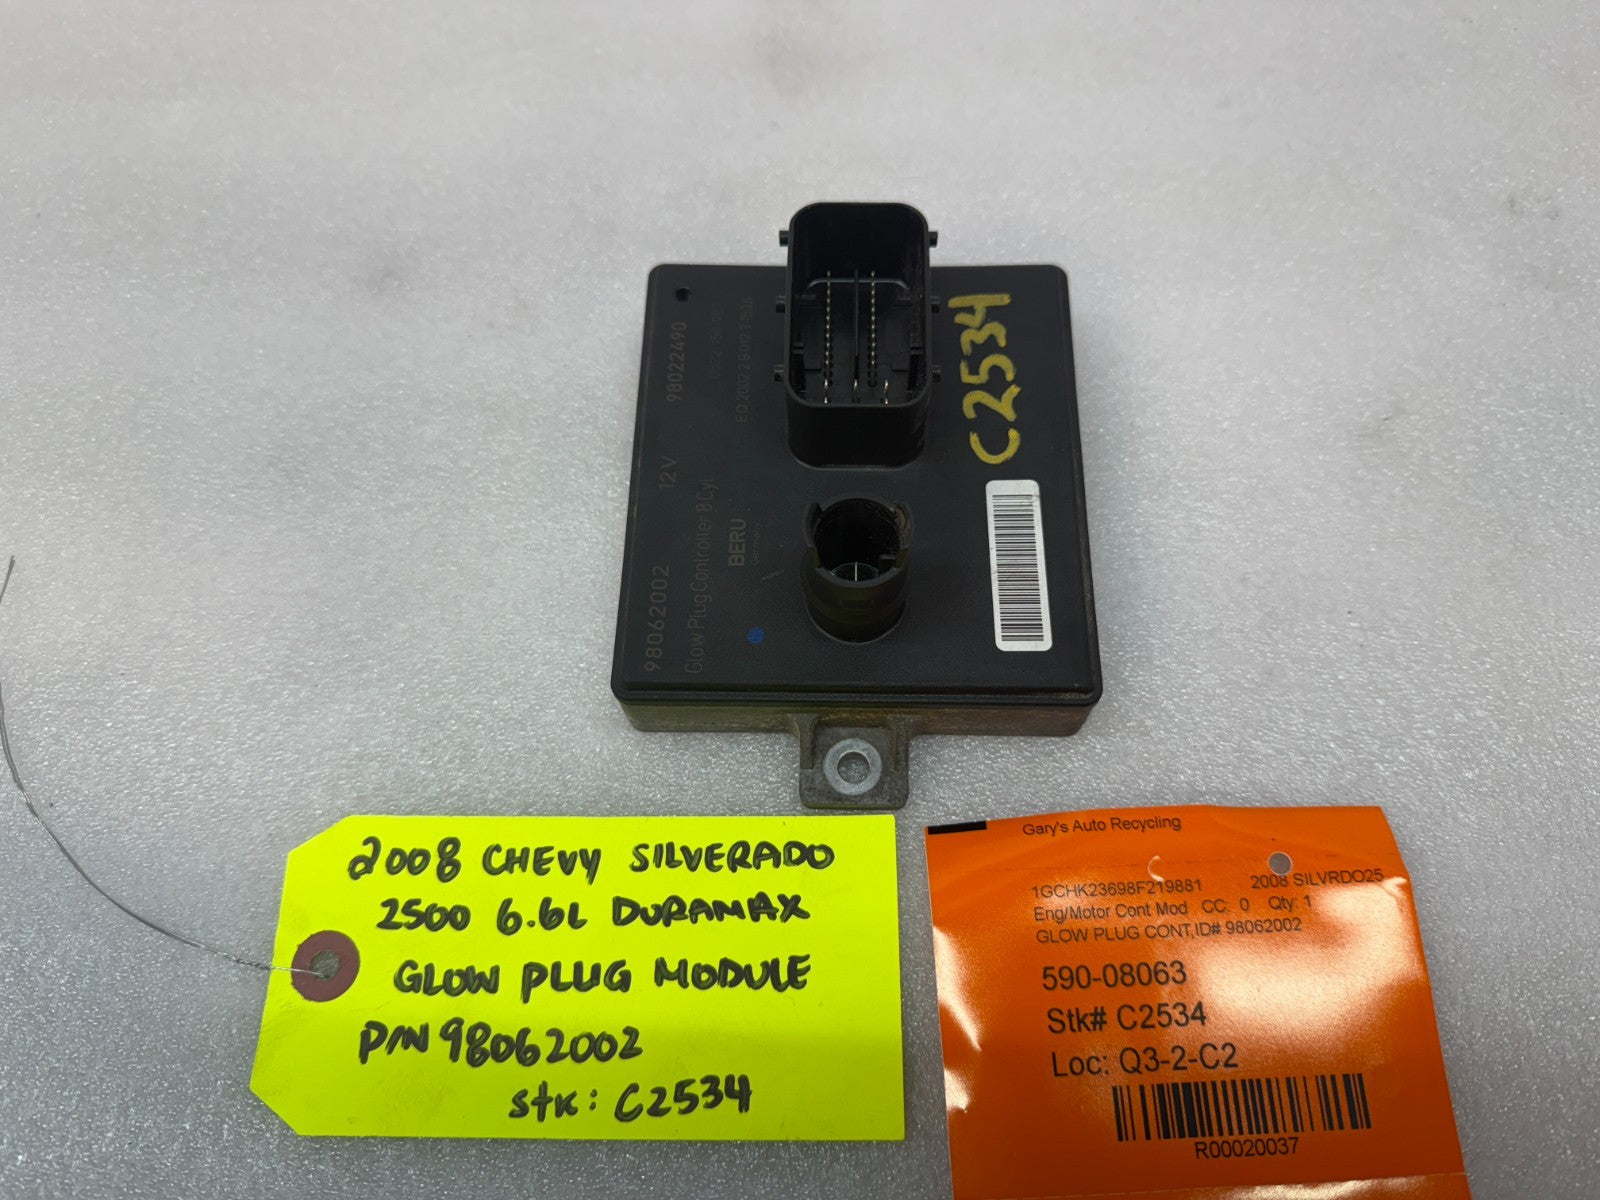 98062002 12V 98022490
Glow Plug Controller 8Cyl.
BERU
Germany
C2534
2008 CHEVY SILVERADO
2500 6.6L DURAMAX
GLOW PLUG MODULE
P/N 98062002
Stk: C2534
Gary's Auto Recycling
1GCHK23698F219881 2008 SILVRDO25
Eng/Motor Cont Mod CC: 0 Qty: 1
GLOW PLUG CONT,ID# 98062002
590-08063
Stk# C2534
Loc: Q3-2-C2
R00020037